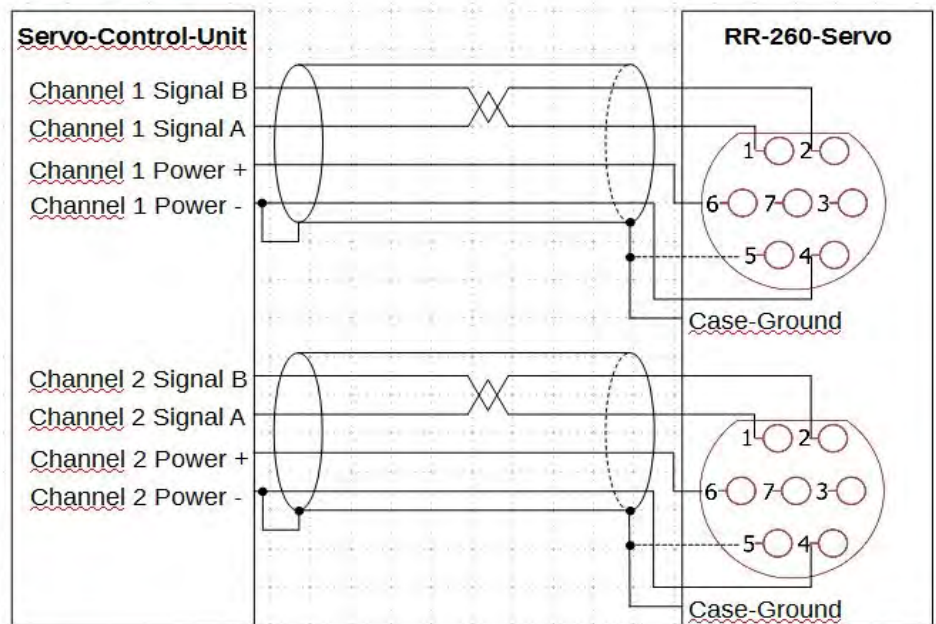 Servo-Control-Unit
RR-260-Servo
Channel 1 Signal B
Channel 1 Signal A
Channel 1 Power +
Channel 1 Power -
1 2
6 7 3
5 4
Case-Ground
Channel 2 Signal B
Channel 2 Signal A
Channel 2 Power +
Channel 2 Power -
1 2
6 7 3
5 4
Case-Ground